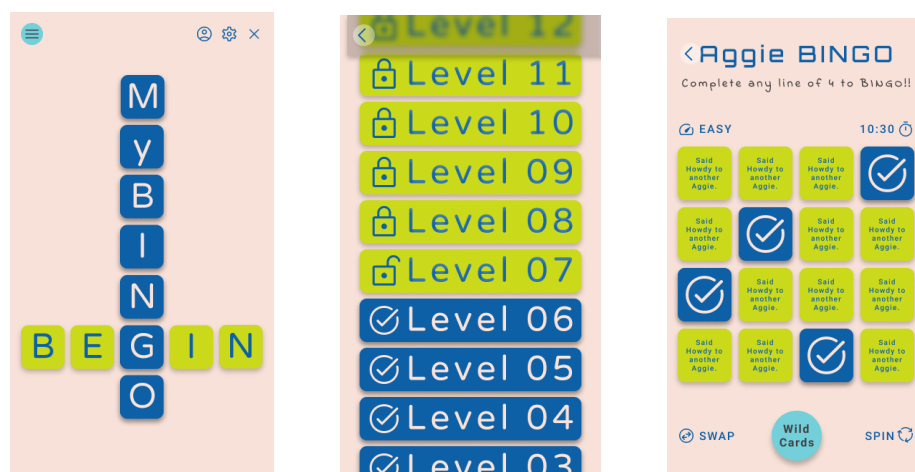 M
y
B
I
N
B E G I N
O
Level 12
Level 11
Level 10
Level 09
Level 08
Level 07
Level 06
Level 05
Level 04
Level 03
Aggie BINGO
Complete any line of 4 to BINGO!!
EASY
10:30
Said Howdy to another Aggie.
Said Howdy to another Aggie.
Said Howdy to another Aggie.
Said Howdy to another Aggie.
Said Howdy to another Aggie.
Said Howdy to another Aggie.
Said Howdy to another Aggie.
Said Howdy to another Aggie.
Said Howdy to another Aggie.
Said Howdy to another Aggie.
Said Howdy to another Aggie.
Said Howdy to another Aggie.
SWAP
Wild
Cards
SPIN